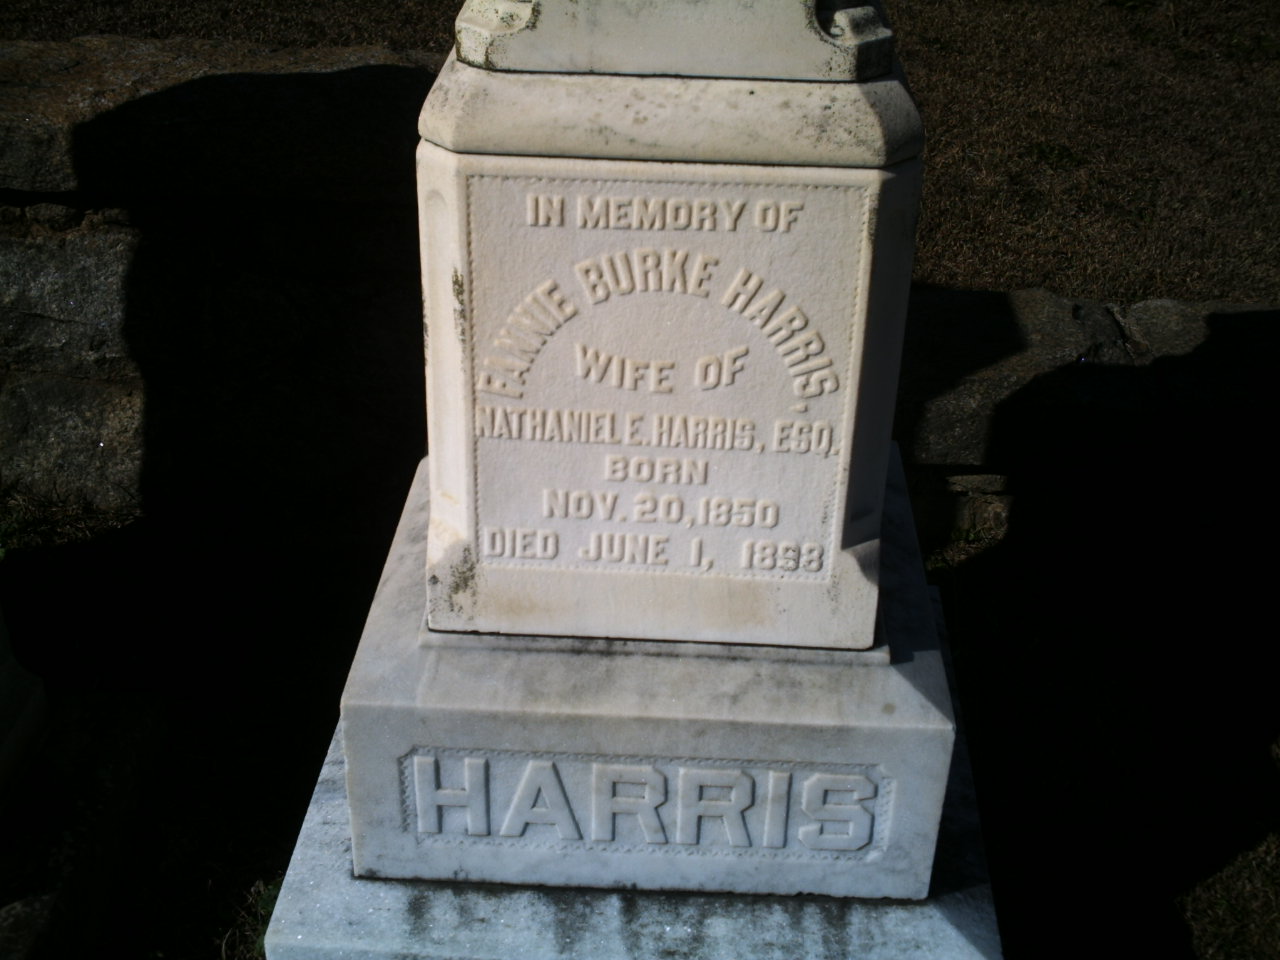 IN MEMORY OF
FANNIE BURKE HARRIS,
WIFE OF
NATHANIEL E. HARRIS, ESQ.
BORN
NOV. 20, 1850
DIED JUNE 1, 1898
HARRIS